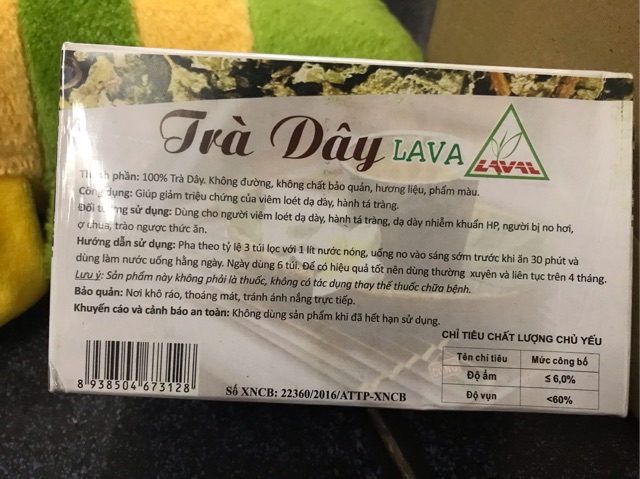 Trà Dây LAVA
LAVAL
Thành phần: 100% Trà Dây. Không đường, không chất bảo quản, hương liệu, phẩm màu.
Công dụng: Giúp giảm triệu chứng của viêm loét dạ dày, hành tá tràng.
Đối tượng sử dụng: Dùng cho người viêm loét dạ dày, hành tá tràng, dạ dày nhiễm khuẩn HP, người bị no hơi,
ợ chua, trào ngược thức ăn.
Hướng dẫn sử dụng: Pha theo tỷ lệ 3 túi lọc với 1 lít nước nóng, uống no vào sáng sớm trước khi ăn 30 phút và
dùng làm nước uống hằng ngày. Ngày dùng 6 túi. Để có hiệu quả tốt nên dùng thường xuyên và liên tục trên 4 tháng.
Lưu ý: Sản phẩm này không phải là thuốc, không có tác dụng thay thế thuốc chữa bệnh.
Bảo quản: Nơi khô ráo, thoáng mát, tránh ánh nắng trực tiếp.
Khuyến cáo và cảnh báo an toàn: Không dùng sản phẩm khi đã hết hạn sử dụng.
CHỈ TIÊU CHẤT LƯỢNG CHỦ YẾU
Tên chỉ tiêu Mức công bố
Độ ẩm ≤ 6,0%
Độ vụn <60%
8 938504 673128
Số XNCB: 22360/2016/ATTP-XNCB